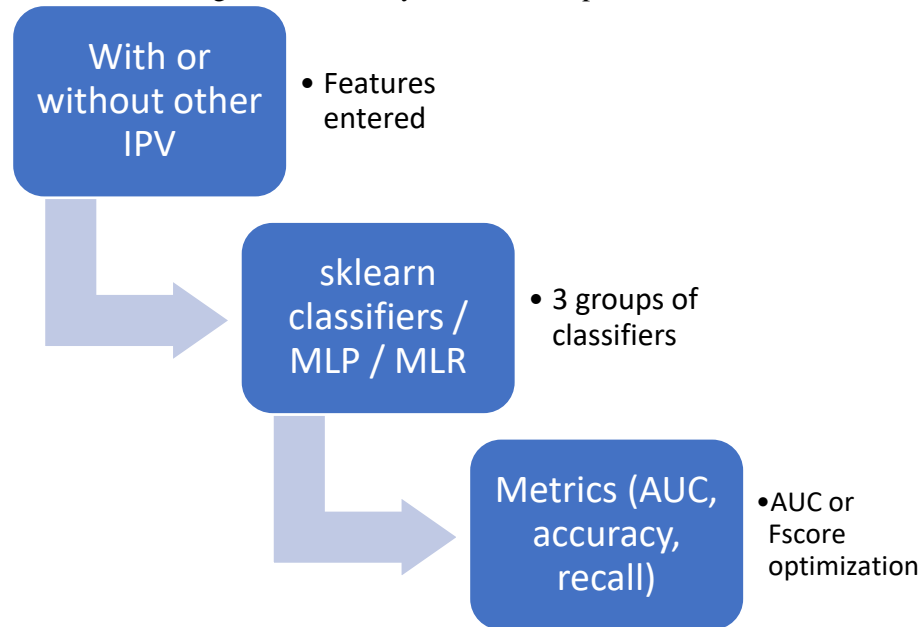 With or
without other
IPV
• Features
entered
sklearn
classifiers /
MLP / MLR
• 3 groups of
classifiers
Metrics (AUC,
accuracy,
recall)
•AUC or
Fscore
optimization